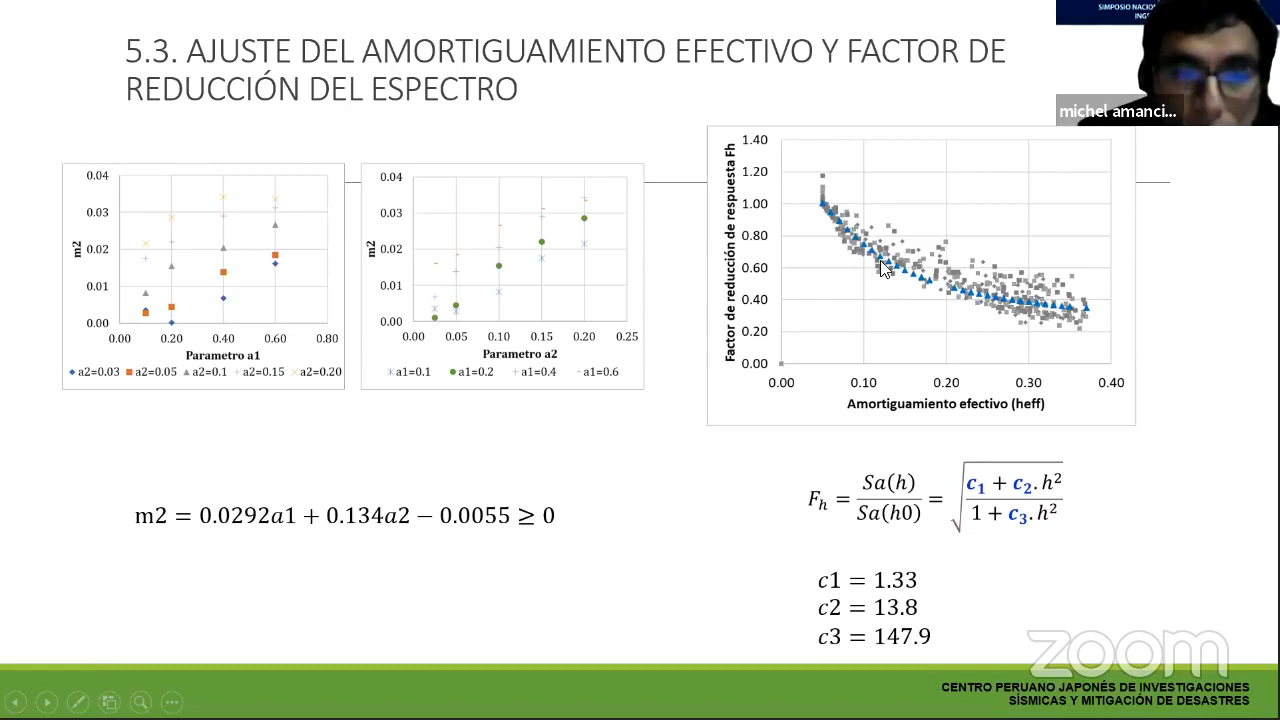 SIMPOSIO NACIO
ING
michel amanci...
5.3. AJUSTE DEL AMORTIGUAMIENTO EFECTIVO Y FACTOR DE
REDUCCIÓN DEL ESPECTRO
m2
0.04
0.03
0.02
0.01
0.00
0.00 0.20 0.40 0.60 0.80
Parametro a1
a2=0.03 a2=0.05 a2=0.1 a2=0.15 a2=0.20
m2
0.04
0.03
0.02
0.01
0.00
0.00 0.05 0.10 0.15 0.20 0.25
Parametro a2
a1=0.1 a1=0.2 a1=0.4 a1=0.6
Factor de reducción de respuesta Fh
1.40
1.20
1.00
0.80
0.60
0.40
0.20
0.00
0.00 0.10 0.20 0.30 0.40
Amortiguamiento efectivo (heff)
m2 = 0.0292a1 + 0.134a2 − 0.0055 ≥ 0
F_h = Sa(h)/Sa(h0) = √((c₁ + c₂.h²)/(1 + c₃.h²))
c1 = 1.33
c2 = 13.8
c3 = 147.9
zoom
CENTRO PERUANO JAPONÉS DE INVESTIGACIONES
SÍSMICAS Y MITIGACIÓN DE DESASTRES